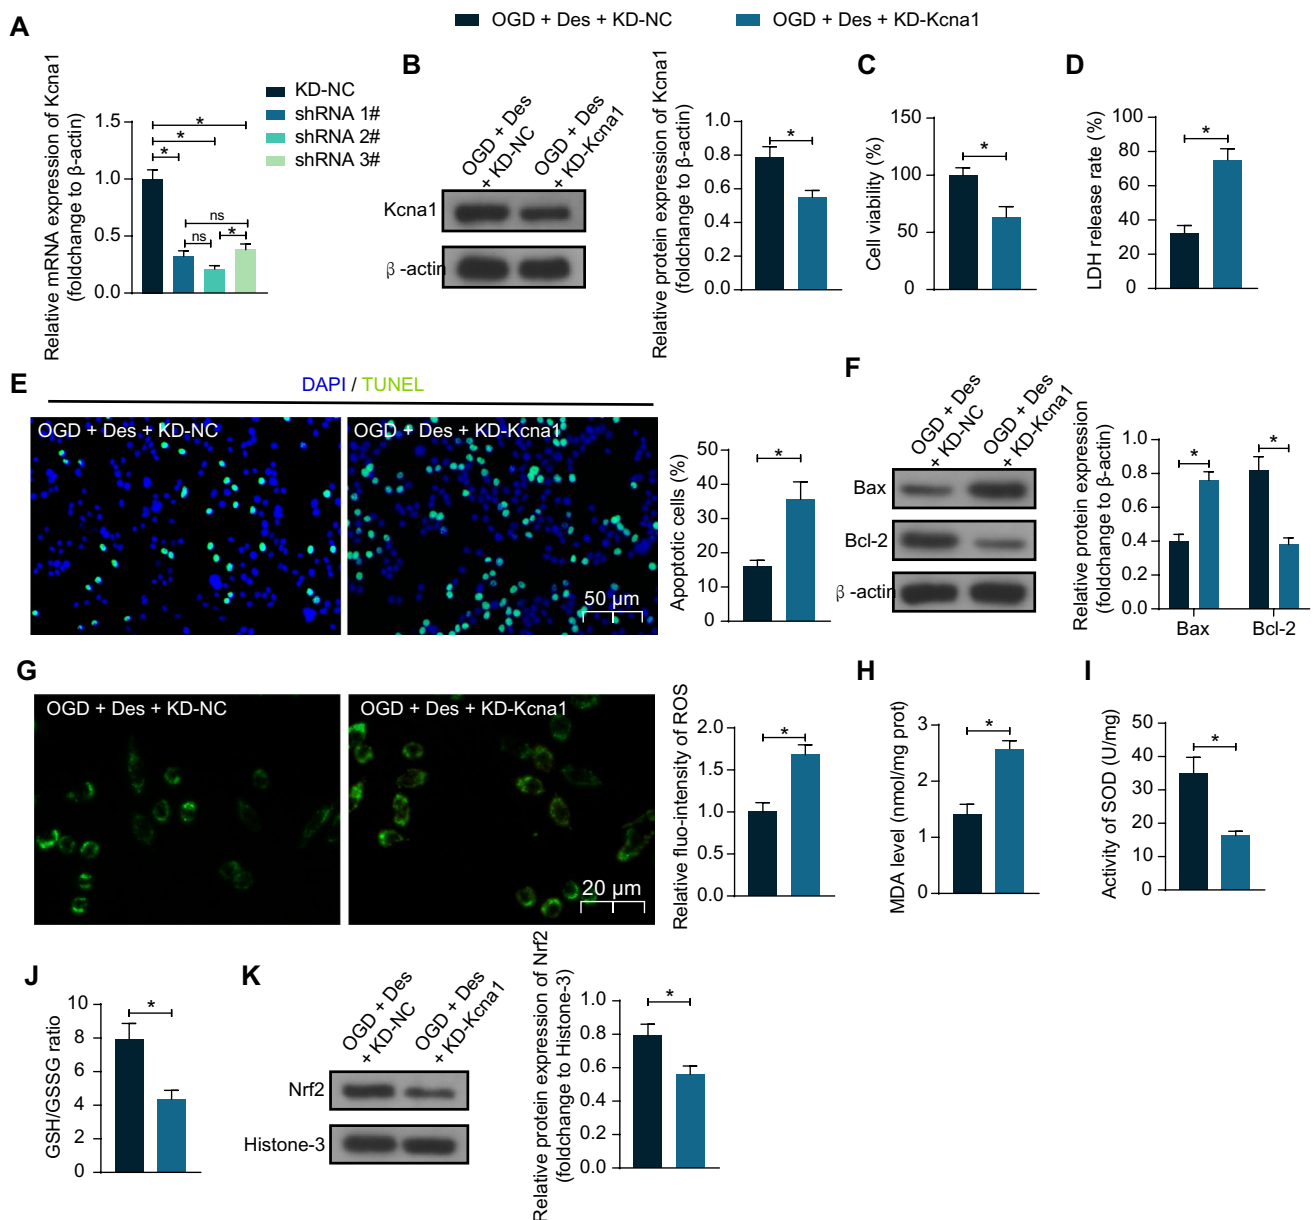 OGD + Des + KD-NC
OGD + Des + KD-Kcna1
A
Relative mRNA expression of Kcna1
(foldchange to β-actin)
1.5
1.0
0.5
0.0
*
*
*
ns
ns
*
KD-NC
shRNA 1#
shRNA 2#
shRNA 3#
B
OGD + Des
+ KD-NC
OGD + Des
+ KD-Kcna1
Kcna1
β -actin
Relative protein expression of Kcna1
(foldchange to β-actin)
1.0
0.8
0.6
0.4
0.2
0.0
*
C
Cell viability (%)
150
100
50
0
*
D
LDH release rate (%)
100
80
60
40
20
0
*
E
DAPI / TUNEL
OGD + Des + KD-NC
OGD + Des + KD-Kcna1
50 μm
Apoptotic cells (%)
50
40
30
20
10
0
*
F
OGD + Des
+ KD-NC
OGD + Des
+ KD-Kcna1
Bax
Bcl-2
β -actin
Relative protein expression
(foldchange to β-actin)
1.0
0.8
0.6
0.4
0.2
0.0
*
*
Bax
Bcl-2
G
OGD + Des + KD-NC
OGD + Des + KD-Kcna1
20 μm
Relative fluo-intensity of ROS
2.0
1.5
1.0
0.5
0.0
*
H
MDA level (nmol/mg prot)
3
2
1
0
*
I
Activity of SOD (U/mg)
50
40
30
20
10
0
*
J
GSH/GSSG ratio
10
8
6
4
2
0
*
K
OGD + Des
+ KD-NC
OGD + Des
+ KD-Kcna1
Nrf2
Histone-3
Relative protein expression of Nrf2
(foldchange to Histone-3)
1.0
0.8
0.6
0.4
0.2
0.0
*